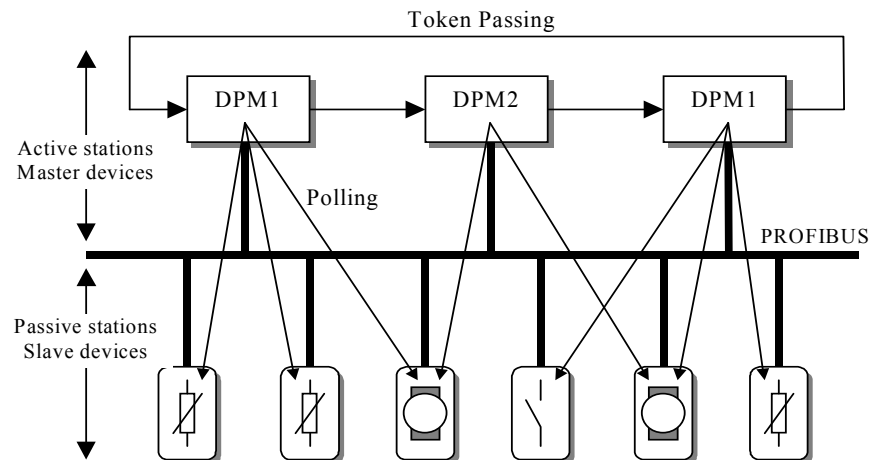 Token Passing
DPM1
DPM2
DPM1
Active stations
Master devices
Polling
PROFIBUS
Passive stations
Slave devices